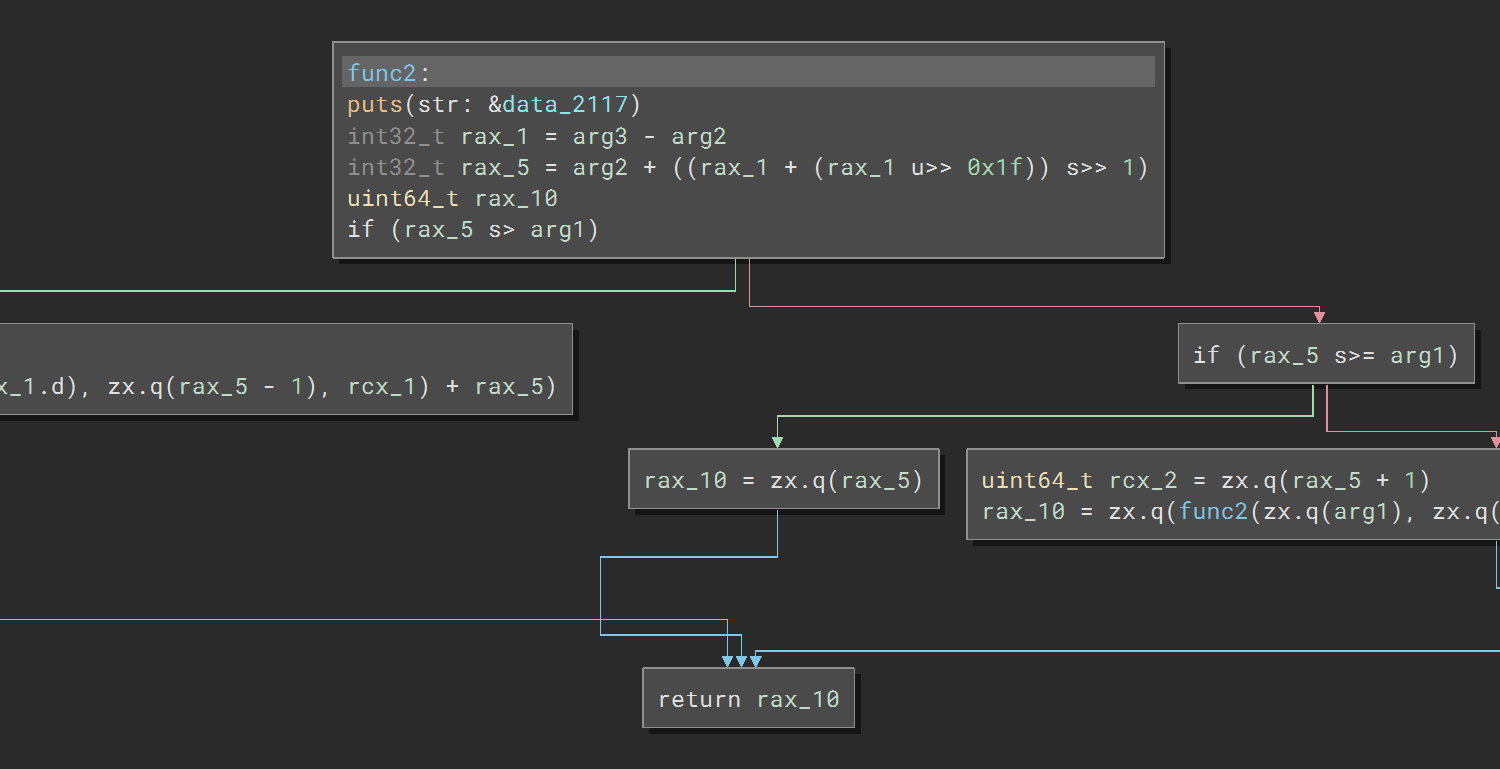 func2:
puts(str: &data_2117)
int32_t rax_1 = arg3 - arg2
int32_t rax_5 = arg2 + ((rax_1 + (rax_1 u>> 0x1f)) s>> 1)
uint64_t rax_10
if (rax_5 s> arg1)
if (rax_5 s>= arg1)
x_1.d), zx.q(rax_5 - 1), rcx_1) + rax_5)
rax_10 = zx.q(rax_5)
uint64_t rcx_2 = zx.q(rax_5 + 1)
rax_10 = zx.q(func2(zx.q(arg1), zx.q(
return rax_10